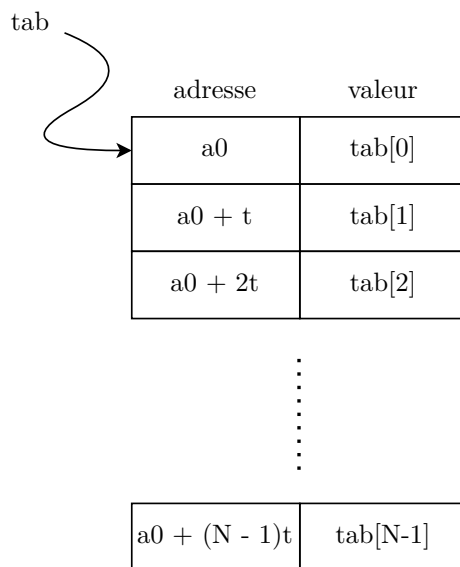 tab
adresse valeur
a0 tab[0]
a0 + t tab[1]
a0 + 2t tab[2]
a0 + (N - 1)t tab[N-1]